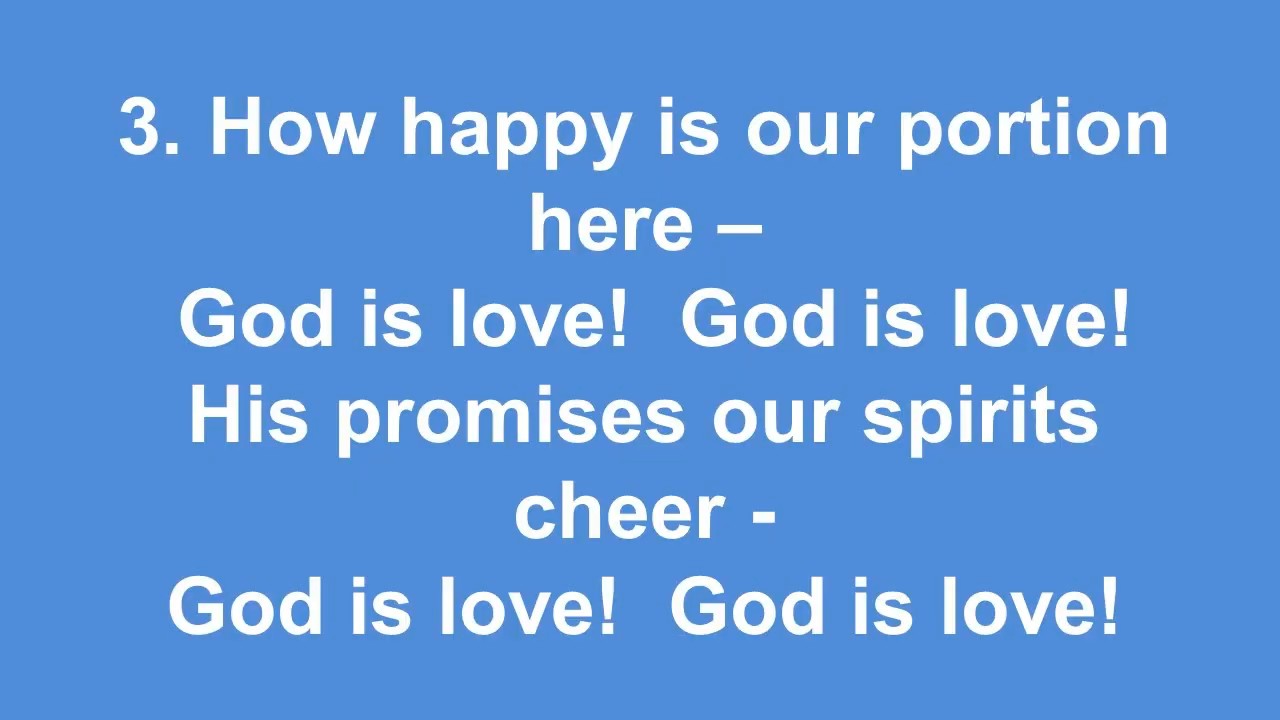 3. How happy is our portion
here –
God is love!  God is love!
His promises our spirits
cheer -
God is love!  God is love!